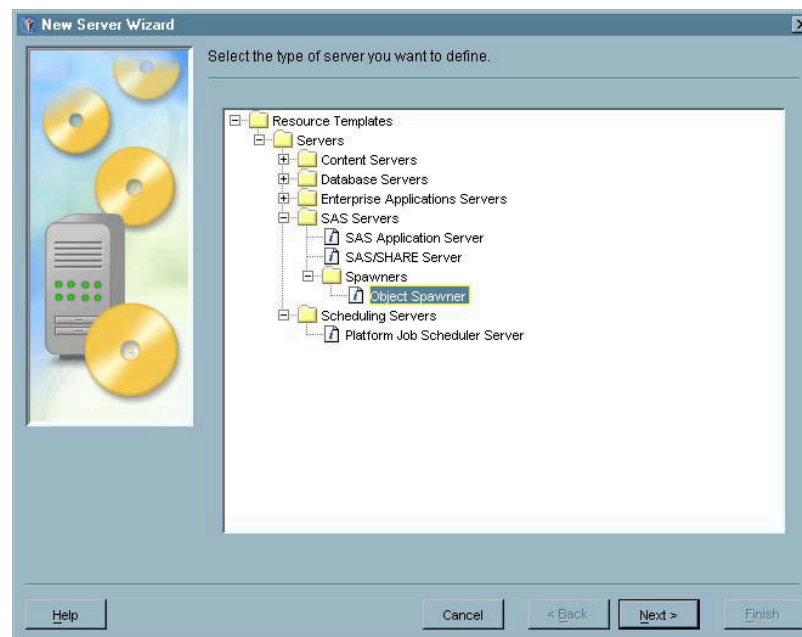 New Server Wizard
Select the type of server you want to define.
Resource Templates
Servers
Content Servers
Database Servers
Enterprise Applications Servers
SAS Servers
SAS Application Server
SAS/SHARE Server
Spawners
Object Spawner
Scheduling Servers
Platform Job Scheduler Server
Help Cancel < Back Next > Finish